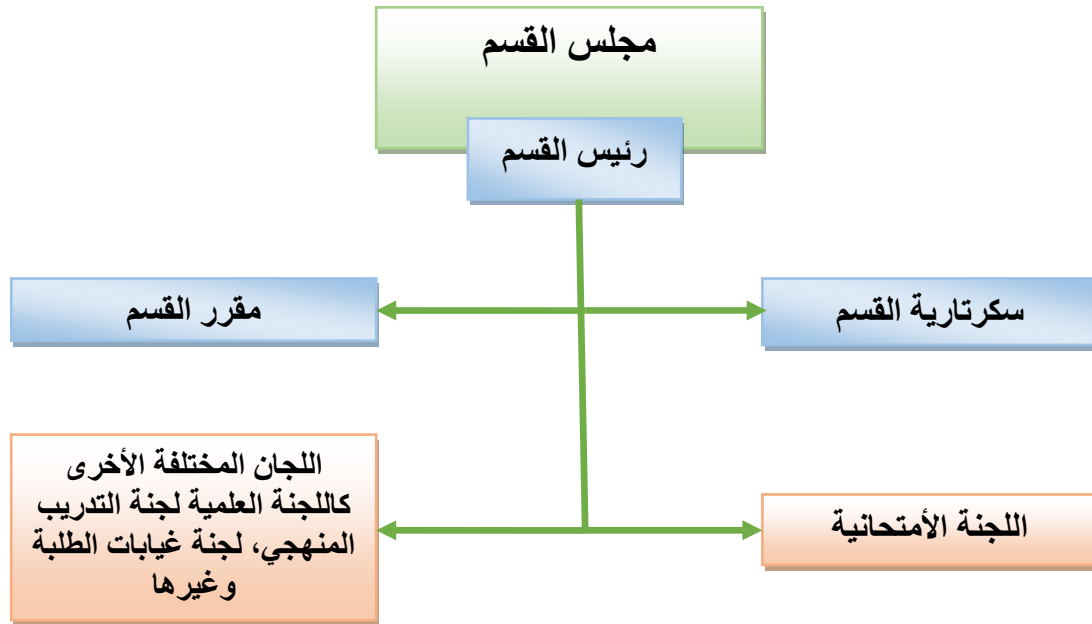 مجلس القسم
رئيس القسم
سكرتارية القسم
مقرر القسم
اللجنة الأمتحانية
اللجان المختلفة الأخرى
كاللجنة العلمية لجنة التدريب
المنهجي، لجنة غيابات الطلبة
وغيرها